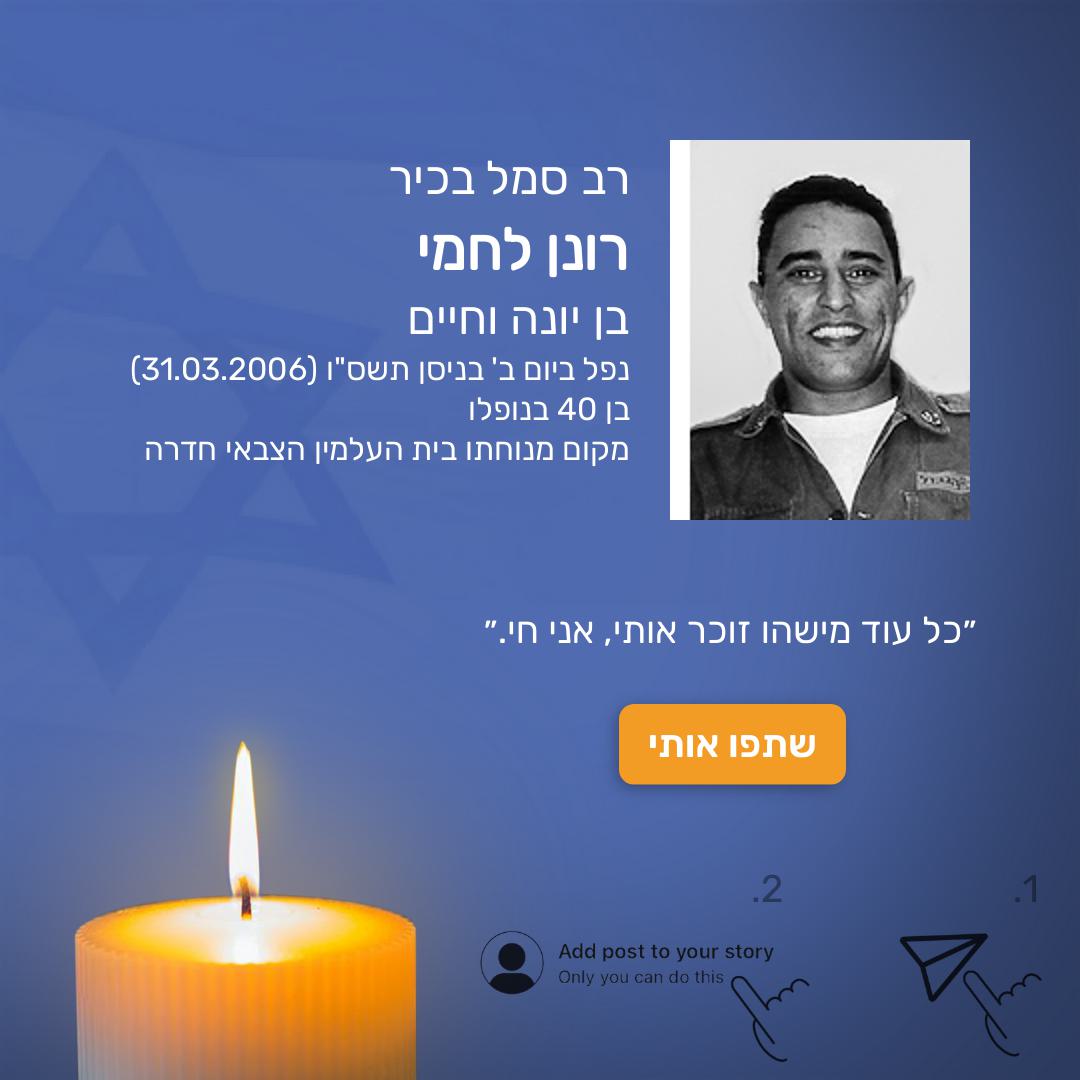 רב סמל בכיר
רונן לחמי
בן יונה וחיים
נפל ביום ב' בניסן תשס"ו (31.03.2006)
בן 40 בנופלו
מקום מנוחתו בית העלמין הצבאי חדרה
״כל עוד מישהו זוכר אותי, אני חי.״
שתפו אותי
1.
2.
Add post to your story
Only you can do this